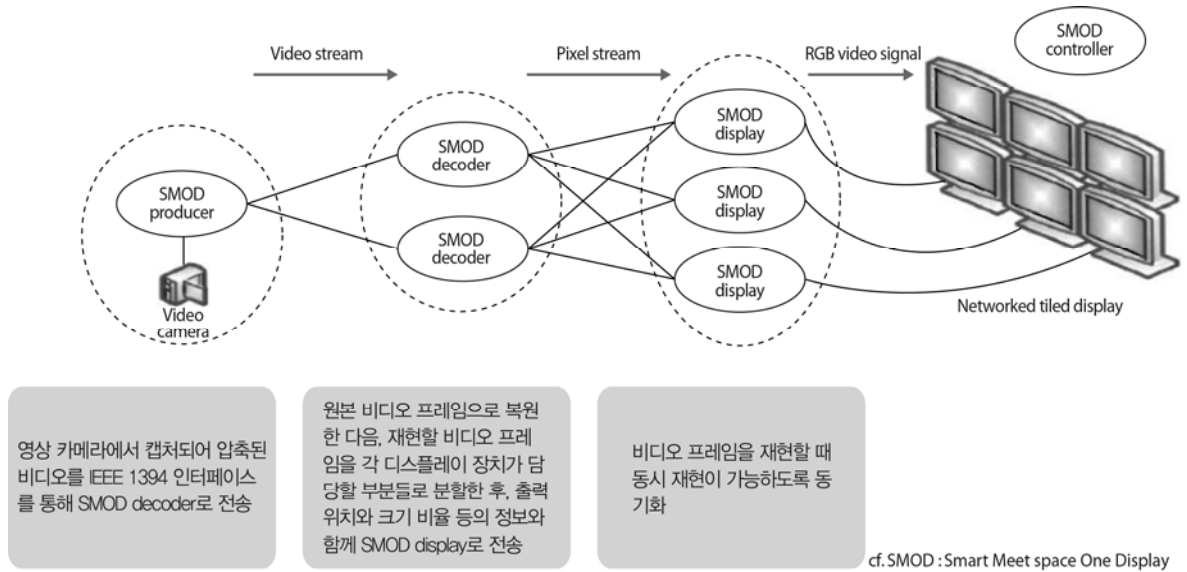 Video stream
Pixel stream
RGB video signal
SMOD
controller
SMOD
producer
Video
camera
SMOD
decoder
SMOD
decoder
SMOD
display
SMOD
display
SMOD
display
Networked tiled display
영상 카메라에서 캡처되어 압축된
비디오를 IEEE 1394 인터페이스
를 통해 SMOD decoder로 전송
원본 비디오 프레임으로 복원
한 다음, 재현할 비디오 프레
임을 각 디스플레이 장치가 담
당할 부분들로 분할한 후, 출력
위치와 크기 비율 등의 정보와
함께 SMOD display로 전송
비디오 프레임을 재현할 때
동시 재현이 가능하도록 동
기화
cf. SMOD : Smart Meet space One Display